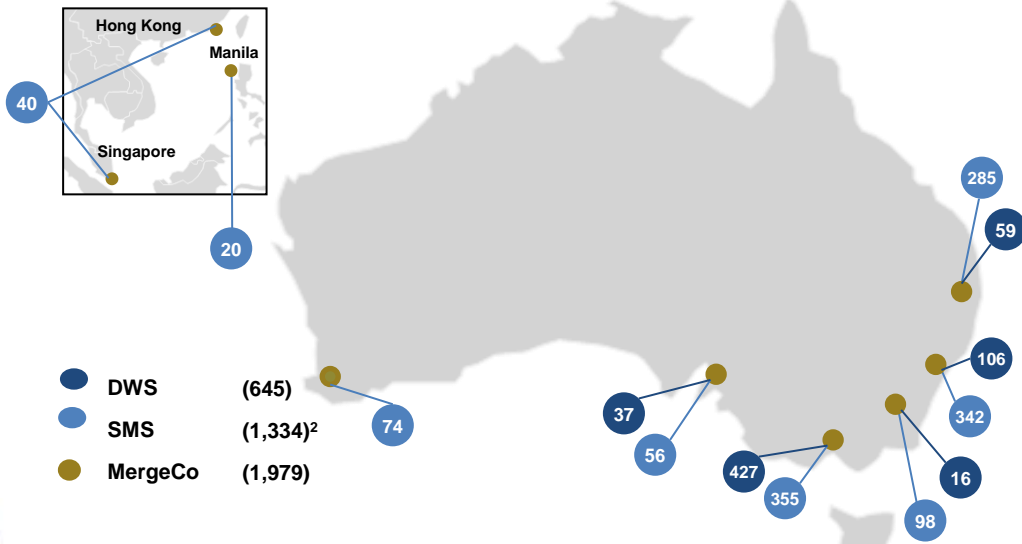 Hong Kong
Manila
40
Singapore
20
285
59
106
342
37
56
427
355
16
98
74
DWS (645)
SMS (1,334)²
MergeCo (1,979)